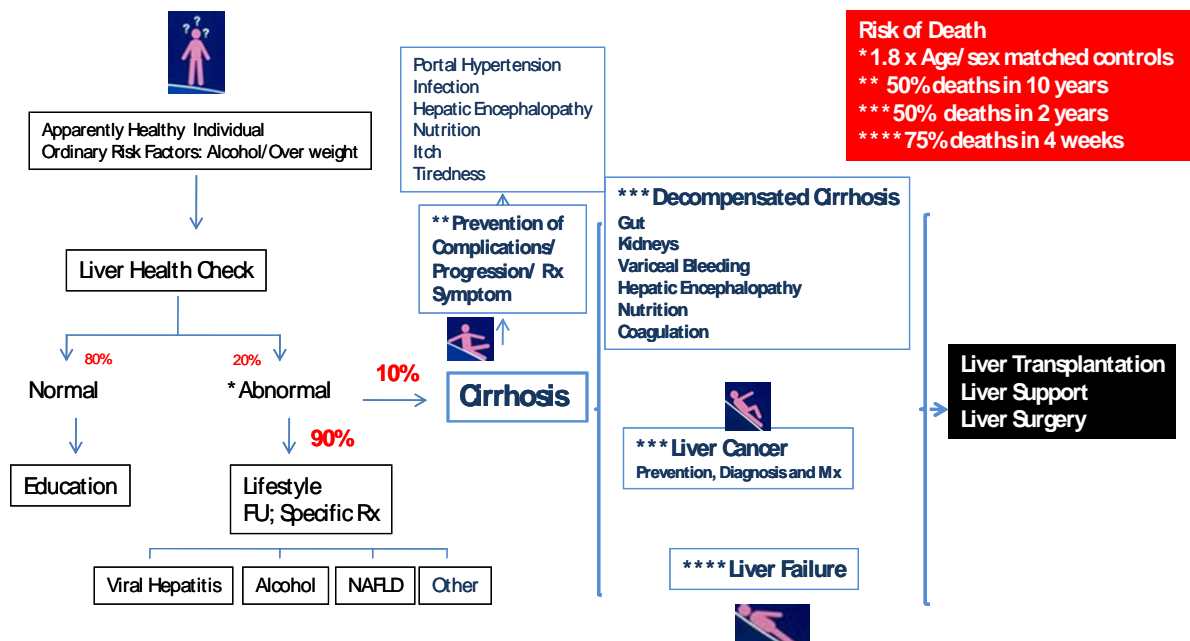 ? ? ?
Apparently Healthy Individual
Ordinary Risk Factors: Alcohol/Over weight
Liver Health Check
80%
20%
Normal
*Abnormal
Education
90%
Lifestyle
FU; Specific Rx
Viral Hepatitis
Alcohol
NAFLD
Other
10%
Cirrhosis
**Prevention of
Complications/
Progression/ Rx
Symptom
Portal Hypertension
Infection
Hepatic Encephalopathy
Nutrition
Itch
Tiredness
***Decompensated Cirrhosis
Gut
Kidneys
Variceal Bleeding
Hepatic Encephalopathy
Nutrition
Coagulation
***Liver Cancer
Prevention, Diagnosis and Mx
****Liver Failure
Liver Transplantation
Liver Support
Liver Surgery
Risk of Death
*1.8 x Age/ sex matched controls
** 50% deaths in 10 years
***50% deaths in 2 years
****75% deaths in 4 weeks